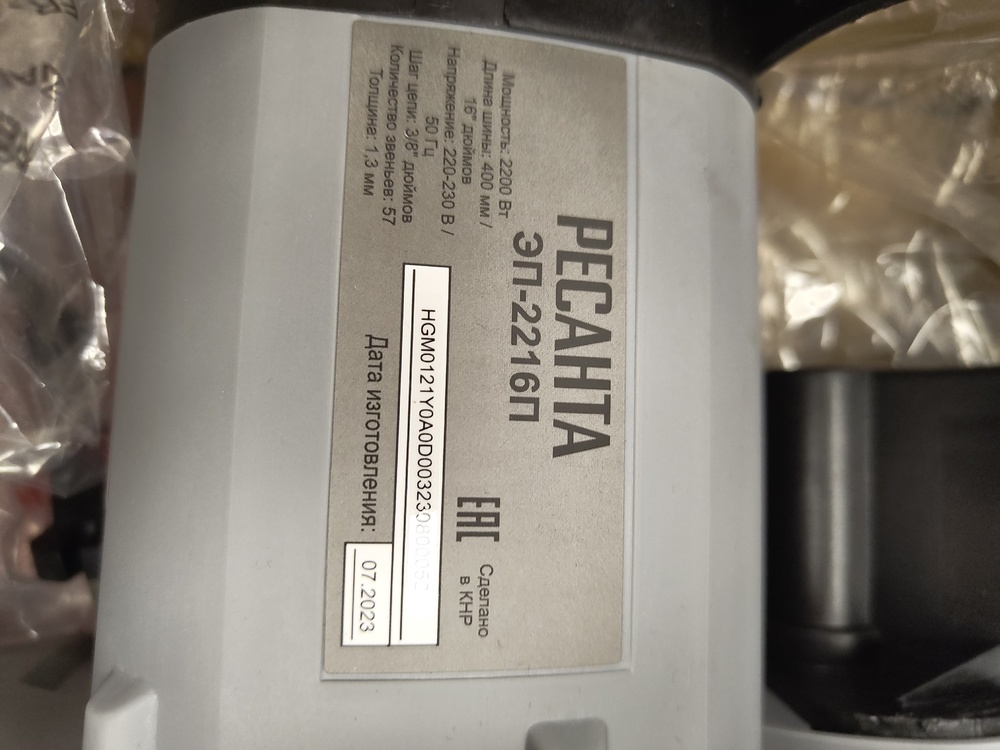 РЕСАНТА
ЭП-2216П
Мощность: 2200 Вт
Длина шины: 400 мм /
16" дюймов
Напряжение: 220-230 В /
50 Гц
Шаг цепи: 3/8" дюймов
Количество звеньев: 57
Толщина: 1,3 мм
ЕАС
Сделано
в КНР
Дата изготовления:
07.2023